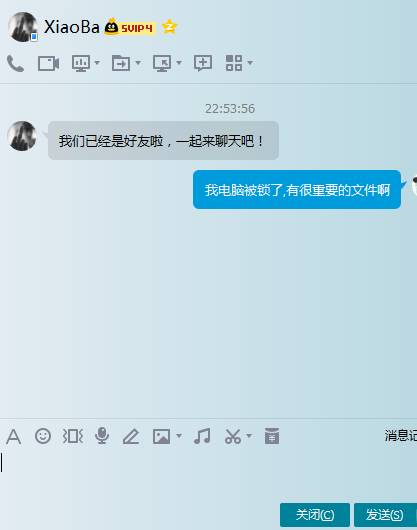 XiaoBa SVIP4
22:53:56
我们已经是好友啦，一起来聊天吧！
我电脑被锁了,有很重要的文件啊
消息记
关闭(C) 发送(S)